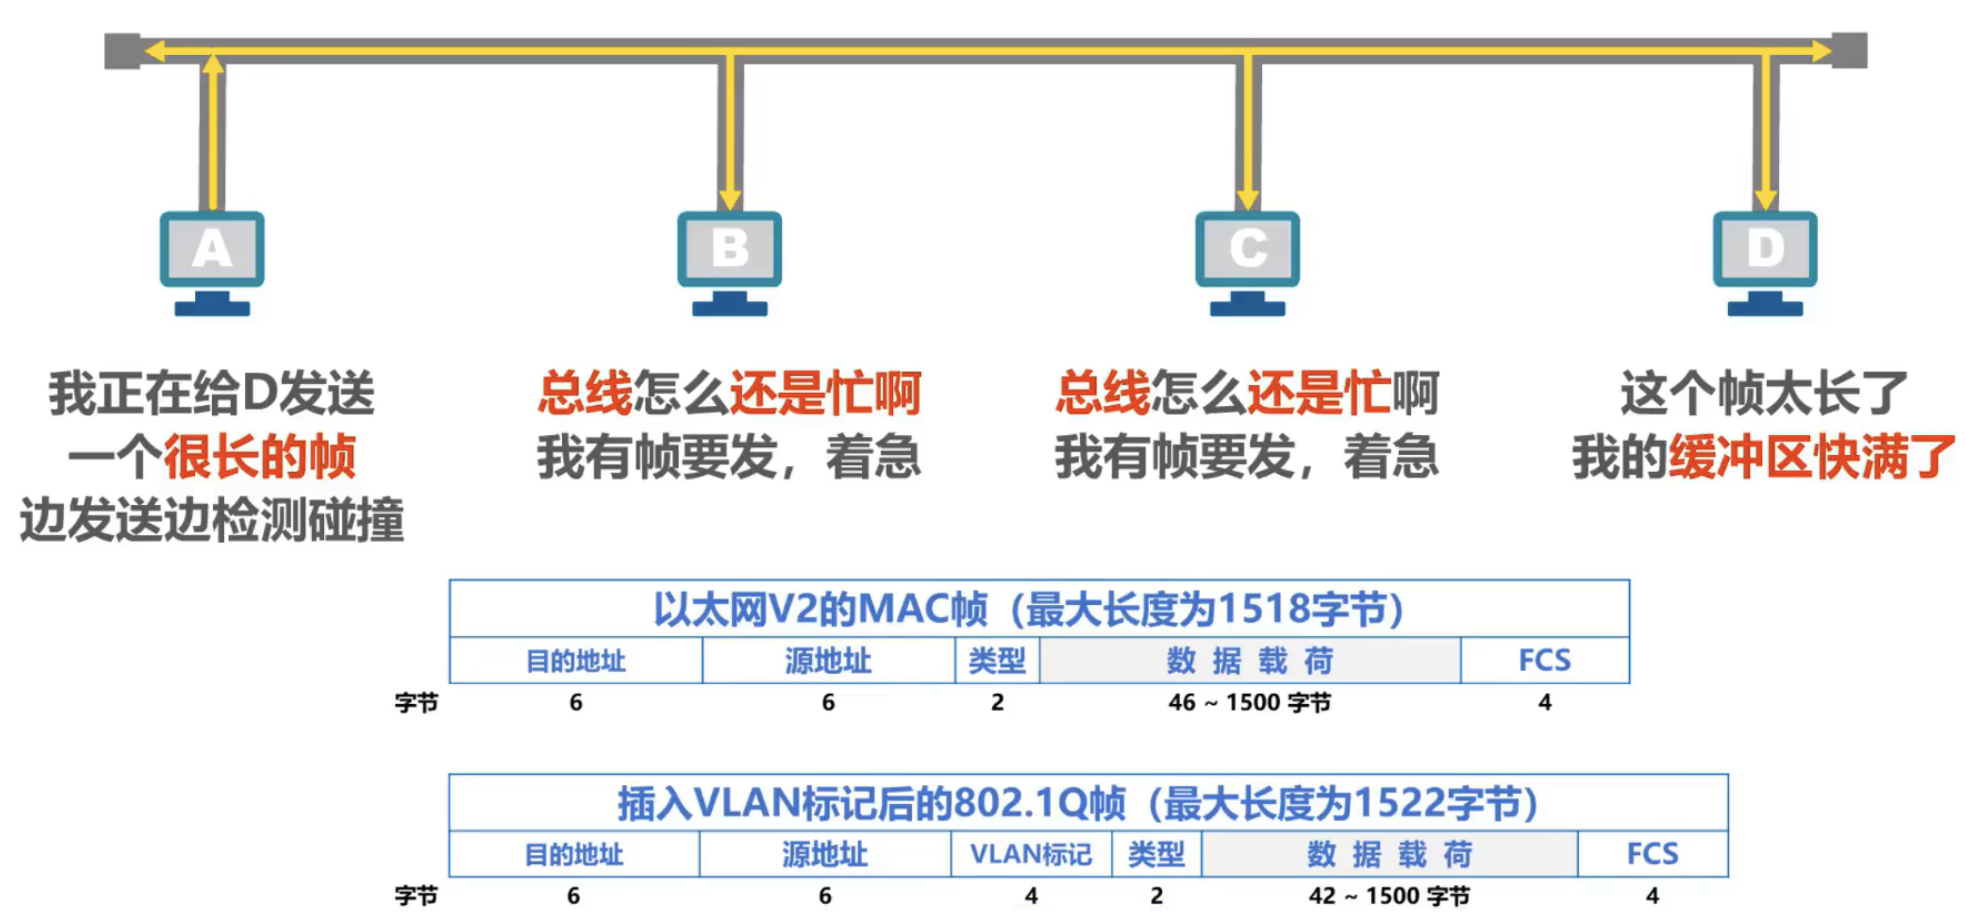 A
B
C
D
我正在给D发送
一个很长的帧
边发送边检测碰撞
总线怎么还是忙啊
我有帧要发，着急
总线怎么还是忙啊
我有帧要发，着急
这个帧太长了
我的缓冲区快满了
以太网V2的MAC帧（最大长度为1518字节）
目的地址 源地址 类型 数据载荷 FCS
字节 6 6 2 46 ~ 1500 字节 4
插入VLAN标记后的802.1Q帧（最大长度为1522字节）
目的地址 源地址 VLAN标记 类型 数据载荷 FCS
字节 6 6 4 2 42 ~ 1500 字节 4